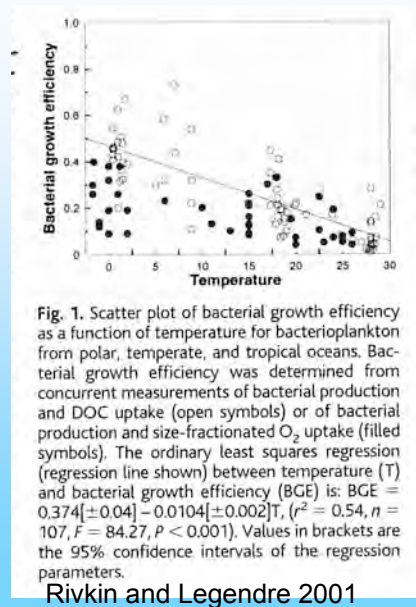 1.0
0.8
0.6
0.4
0.2
0
Bacterial growth efficiency
0 5 10 15 20 25 30
Temperature
Fig. 1. Scatter plot of bacterial growth efficiency
as a function of temperature for bacterioplankton
from polar, temperate, and tropical oceans. Bac-
terial growth efficiency was determined from
concurrent measurements of bacterial production
and DOC uptake (open symbols) or of bacterial
production and size-fractionated O₂ uptake (filled
symbols). The ordinary least squares regression
(regression line shown) between temperature (T)
and bacterial growth efficiency (BGE) is: BGE =
0.374[±0.04] – 0.0104[±0.002]T, (r² = 0.54, n =
107, F = 84.27, P < 0.001). Values in brackets are
the 95% confidence intervals of the regression
parameters.
Rivkin and Legendre 2001